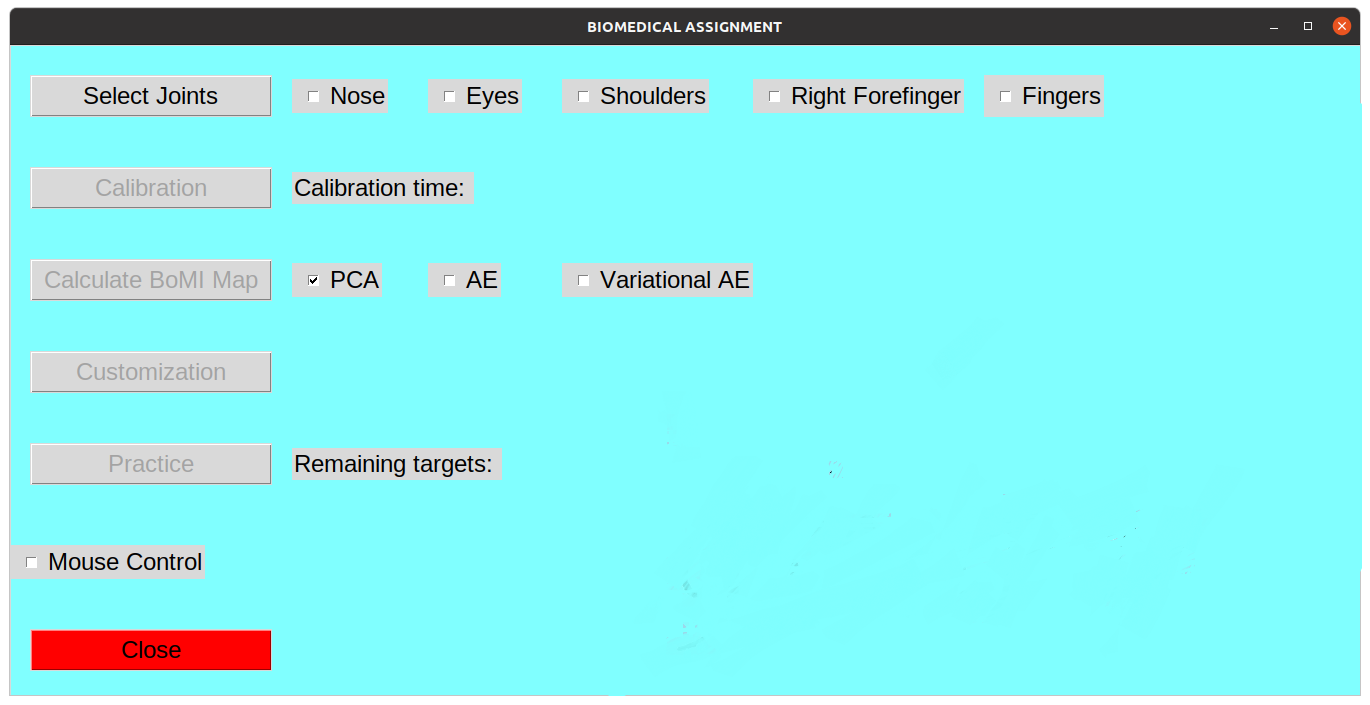 BIOMEDICAL ASSIGNMENT
Select Joints Nose Eyes Shoulders Right Forefinger Fingers
Calibration Calibration time:
Calculate BoMI Map PCA AE Variational AE
Customization
Practice Remaining targets:
Mouse Control
Close